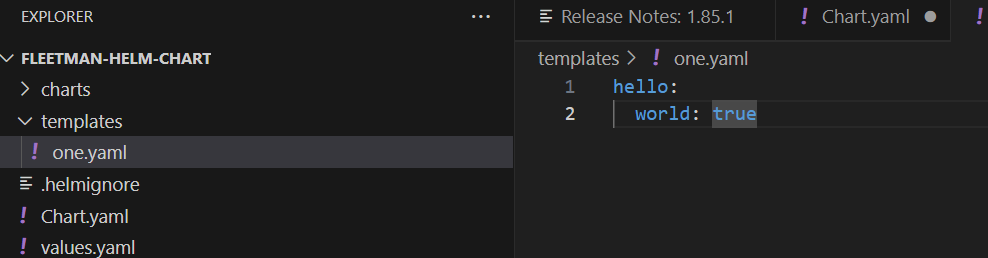 EXPLORER
FLEETMAN-HELM-CHART
charts
templates
! one.yaml
.helmignore
! Chart.yaml
! values.yaml
Release Notes: 1.85.1
! Chart.yaml
!
templates > ! one.yaml
1 hello:
2 world: true